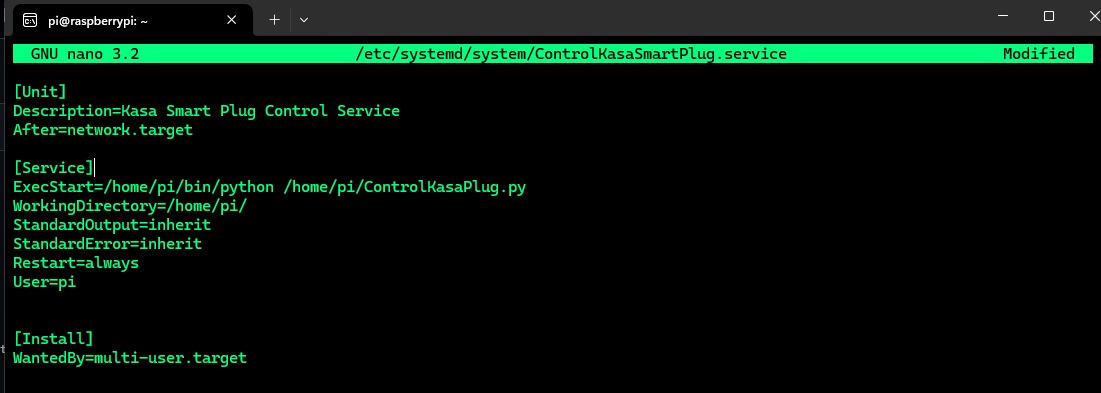 pi@raspberrypi: ~
GNU nano 3.2 /etc/systemd/system/ControlKasaSmartPlug.service Modified
[Unit]
Description=Kasa Smart Plug Control Service
After=network.target
[Service]
ExecStart=/home/pi/bin/python /home/pi/ControlKasaPlug.py
WorkingDirectory=/home/pi/
StandardOutput=inherit
StandardError=inherit
Restart=always
User=pi
[Install]
WantedBy=multi-user.target